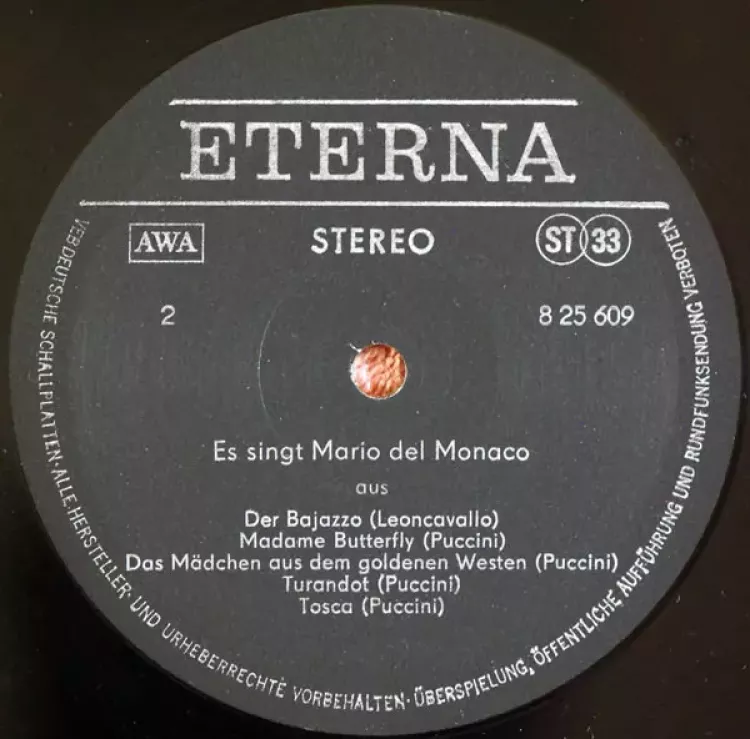 ETERNA
AWA
STEREO
ST 33
2
8 25 609
Es singt Mario del Monaco
aus
Der Bajazzo (Leoncavallo)
Madame Butterfly (Puccini)
Das Mädchen aus dem goldenen Westen (Puccini)
Turandot (Puccini)
Tosca (Puccini)
VEB DEUTSCHE SCHALLPLATTEN · ALLE HERSTELLER- UND URHEBERRECHTE VORBEHALTEN · ÜBERSPIELUNG, ÖFFENTLICHE AUFFÜHRUNG UND RUNDFUNKSENDUNG VERBOTEN